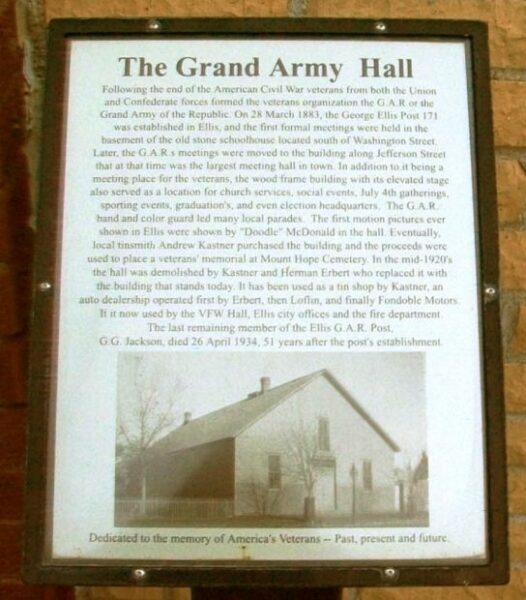 The Grand Army Hall
Following the end of the American Civil War veterans from both the Union
and Confederate forces formed the veterans organization the G.A.R or the
Grand Army of the Republic. On 28 March 1883, the George Ellis Post 171
was established in Ellis, and the first formal meetings were held in the
basement of the old stone schoolhouse located south of Washington Street.
Later, the G.A.R.s meetings were moved to the building along Jefferson Street
that at that time was the largest meeting hall in town. In addition to it being a
meeting place for the veterans, the wood frame building with its elevated stage
also served as a location for church services, social events, July 4th gatherings,
sporting events, graduation's, and even election headquarters. The G.A.R.
band and color guard led many local parades. The first motion pictures ever
shown in Ellis were shown by "Doodle" McDonald in the hall. Eventually,
local tinsmith Andrew Kastner purchased the building and the proceeds were
used to place a veterans' memorial at Mount Hope Cemetery. In the mid-1920's
the hall was demolished by Kastner and Herman Erbert who replaced it with
the building that stands today. It has been used as a tin shop by Kastner, an
auto dealership operated first by Erbert, then Loflin, and finally Fondoble Motors.
It it now used by the VFW Hall, Ellis city offices and the fire department.
The last remaining member of the Ellis G.A.R. Post,
G.G. Jackson, died 26 April 1934, 51 years after the post's establishment.
Dedicated to the memory of America's Veterans -- Past, present and future.